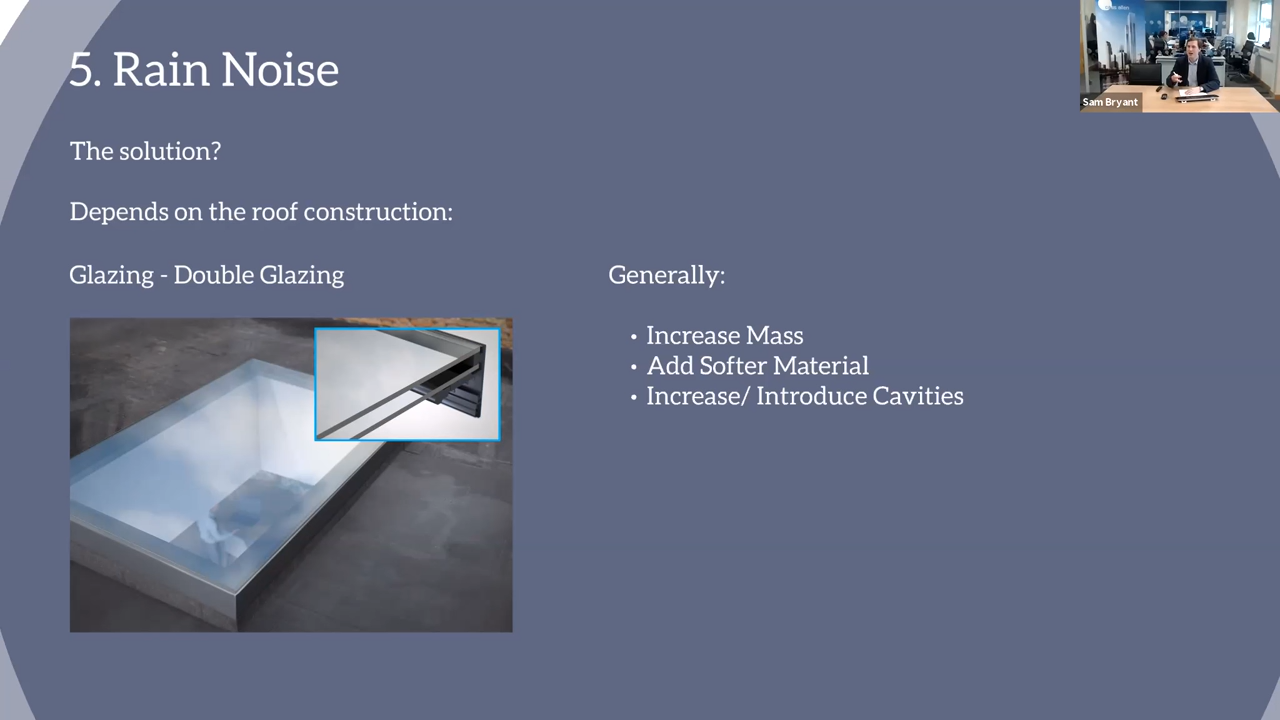 5. Rain Noise
Sam Bryant
The solution?
Depends on the roof construction:
Glazing - Double Glazing
Generally:
• Increase Mass
• Add Softer Material
• Increase/ Introduce Cavities